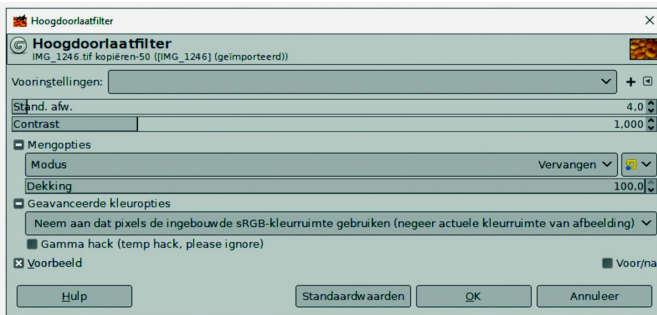 Hoogdoorlaatfilter
Hoogdoorlaatfilter
IMG_1246.tif kopiëren-50 ([IMG_1246] (geïmporteerd))
Voorinstellingen:
Stand. afw. 4,0
Contrast 1,000
Mengopties
Modus Vervangen
Dekking 100,0
Geavanceerde kleuropties
Neem aan dat pixels de ingebouwde sRGB-kleurruimte gebruiken (negeer actuele kleurruimte van afbeelding)
Gamma hack (temp hack, please ignore)
Voorbeeld Voor/na
Hulp Standaardwaarden OK Annuleer